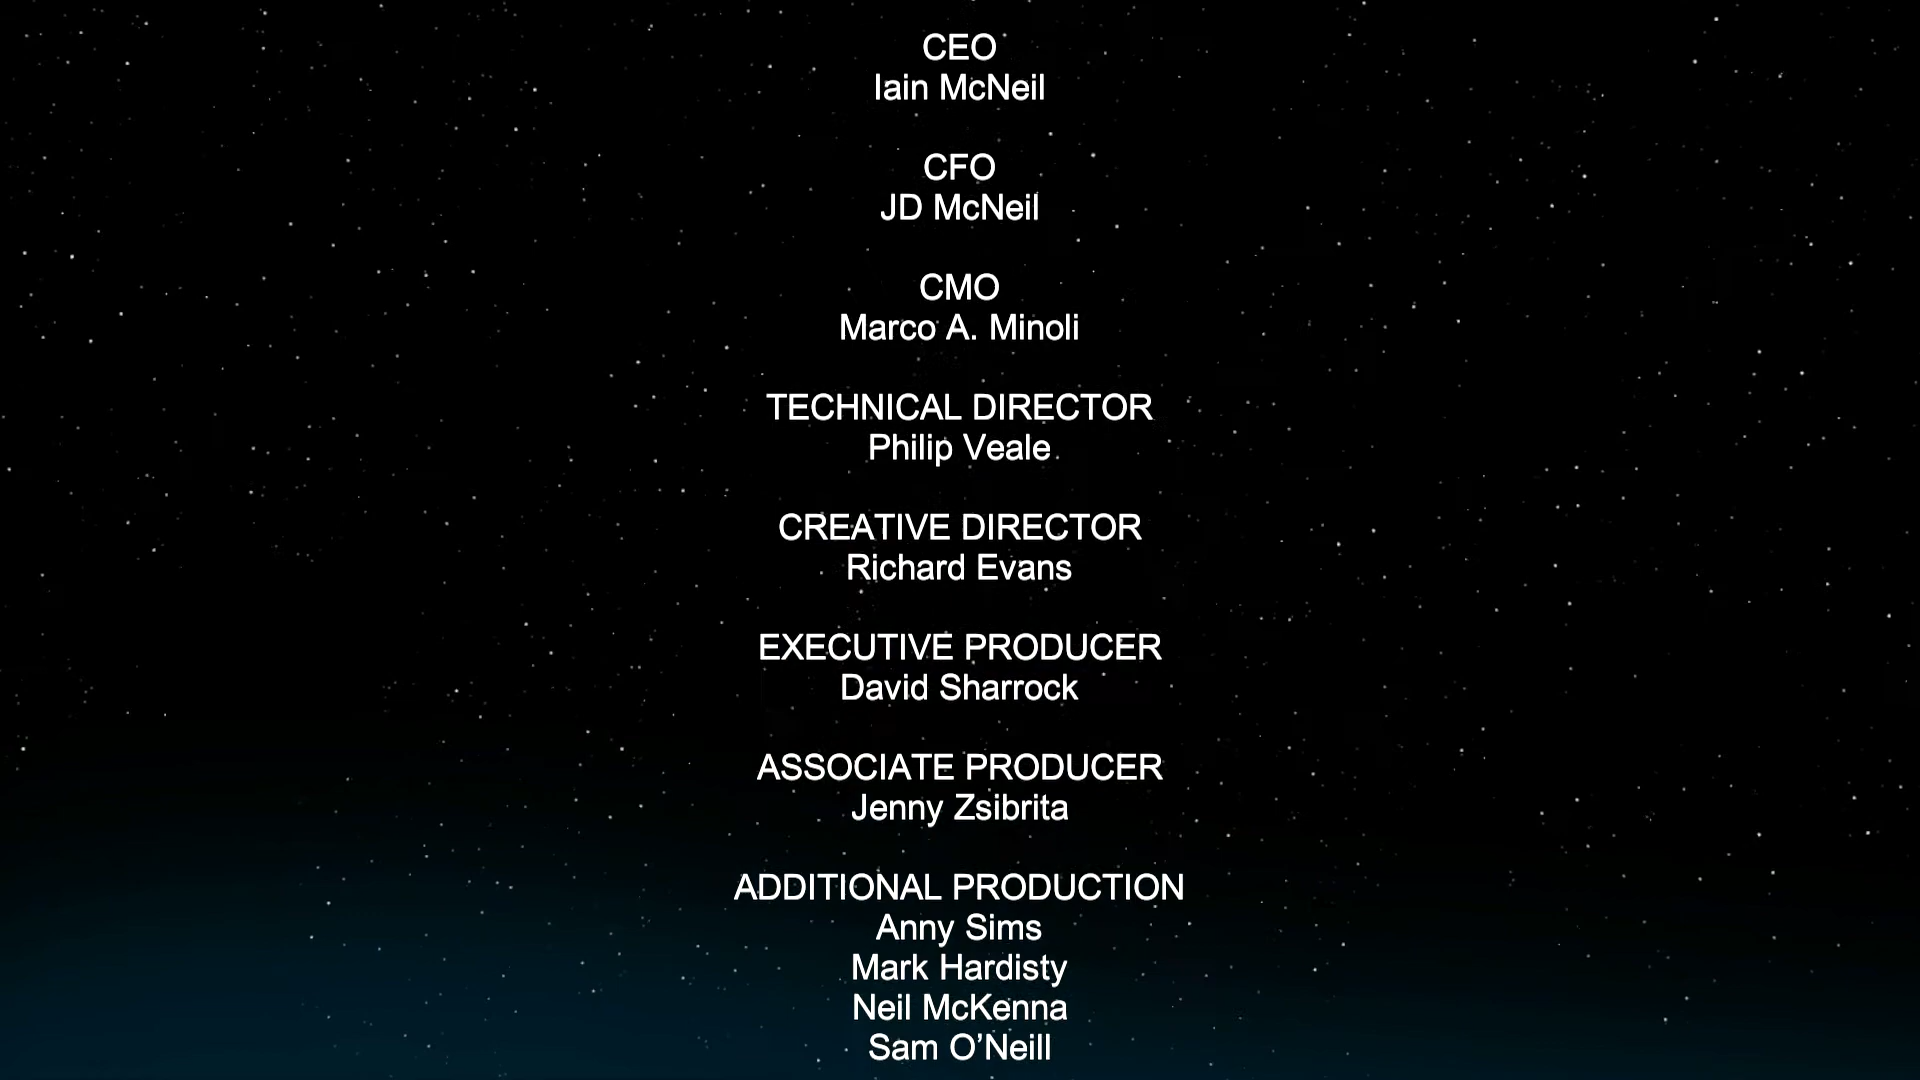 CEO
Iain McNeil
CFO
JD McNeil
CMO
Marco A. Minoli
TECHNICAL DIRECTOR
Philip Veale
CREATIVE DIRECTOR
Richard Evans
EXECUTIVE PRODUCER
David Sharrock
ASSOCIATE PRODUCER
Jenny Zsibrita
ADDITIONAL PRODUCTION
Anny Sims
Mark Hardisty
Neil McKenna
Sam O’Neill